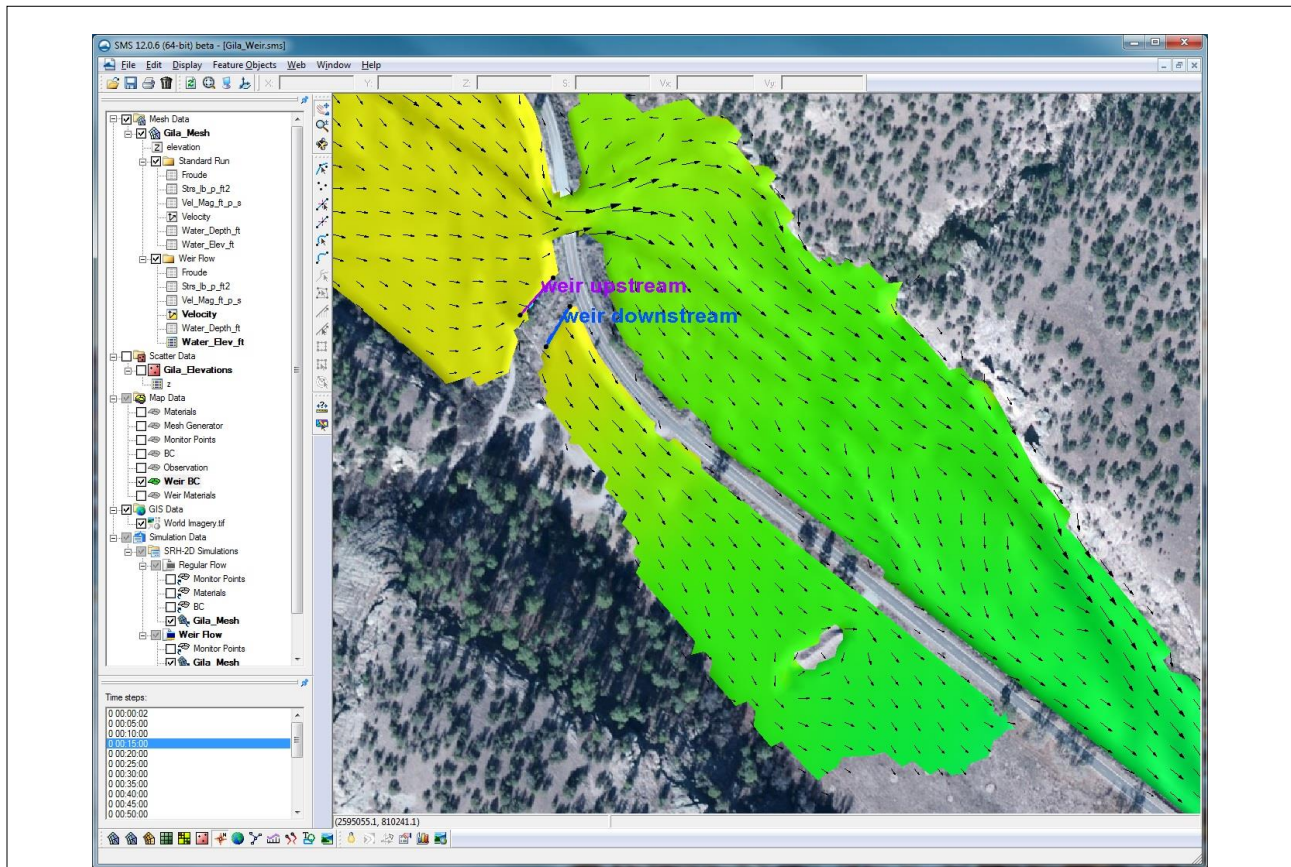 SMS 12.0.6 (64-bit) beta - [Gila_Weir.sms]
File Edit Display Feature Objects Web Window Help
X: Y: Z: S: Vx: Vy:
Mesh Data
Gila_Mesh
Z elevation
Standard Run
Froude
Strs_lb_p_ft2
Vel_Mag_ft_p_s
Velocity
Water_Depth_ft
Water_Elev_ft
Weir Flow
Froude
Strs_lb_p_ft2
Vel_Mag_ft_p_s
Velocity
Water_Depth_ft
Water_Elev_ft
Scatter Data
Gila_Elevations
z
Map Data
Materials
Mesh Generator
Monitor Points
BC
Observation
Weir BC
Weir Materials
GIS Data
World Imagery.tif
Simulation Data
SRH-2D Simulations
Regular Flow
Monitor Points
Materials
BC
Gila_Mesh
Weir Flow
Monitor Points
Gila_Mesh
weir upstream
weir downstream
Time steps:
0 00:00:02
0 00:05:00
0 00:10:00
0 00:15:00
0 00:20:00
0 00:25:00
0 00:30:00
0 00:35:00
0 00:40:00
0 00:45:00
0 00:50:00
(2595055.1, 810241.1)